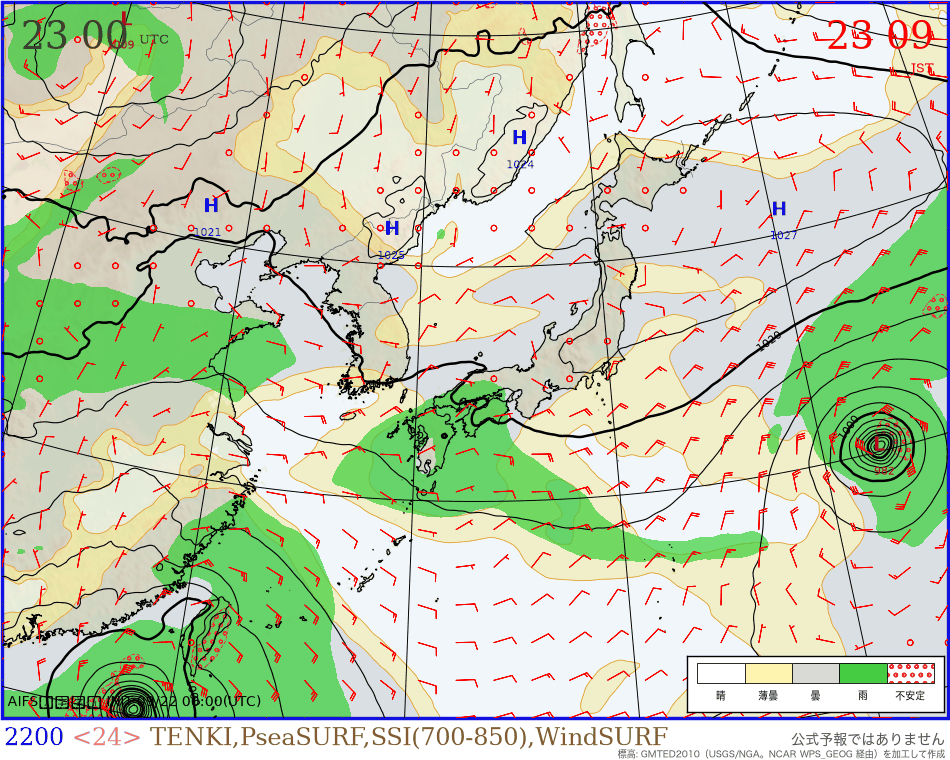 23 00 UTC
23 09 JST
L
H
1024
H
1021
H
1025
H
1027
1020
1000
L
982
晴 薄曇 曇 雨 不安定
2200 <24> TENKI,PseaSURF,SSI(700-850),WindSURF
公式予報ではありません
標高: GMTED2010（USGS/NGA。NCAR WPS_GEOG 経由）を加工して作成